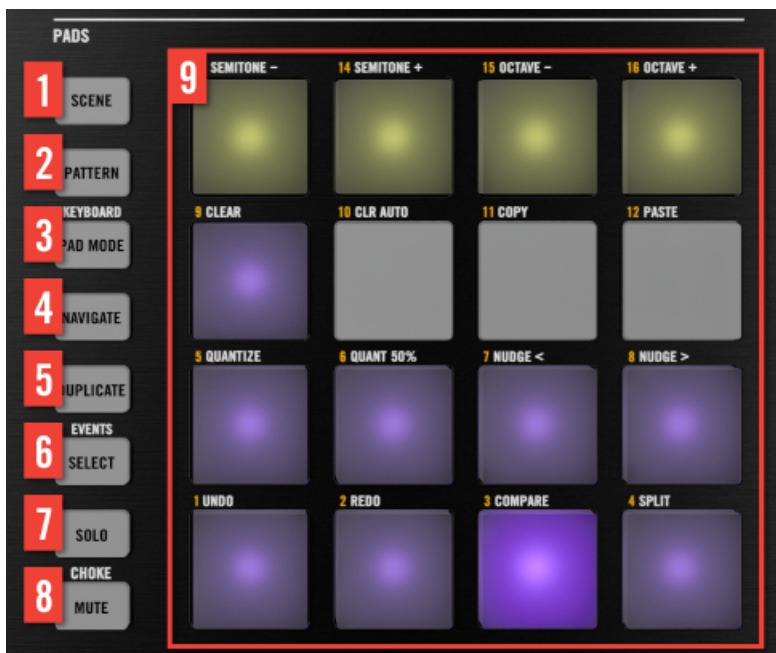 PADS
9 SEMITONE – 14 SEMITONE + 15 OCTAVE – 16 OCTAVE +
1 SCENE
2 PATTERN
9 CLEAR 10 CLR AUTO 11 COPY 12 PASTE
KEYBOARD
3 PAD MODE
4 NAVIGATE
5 QUANTIZE 6 QUANT 50% 7 NUDGE < 8 NUDGE >
5 DUPLICATE
EVENTS
6 SELECT
1 UNDO 2 REDO 3 COMPARE 4 SPLIT
7 SOLO
CHOKE
8 MUTE